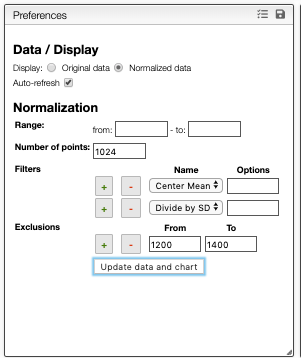 Preferences
Data / Display
Display: Original data Normalized data
Auto-refresh
Normalization
Range: from: - to:
Number of points: 1024
Filters Name Options
+ - Center Mean
+ - Divide by SD
Exclusions From To
+ - 1200 1400
Update data and chart